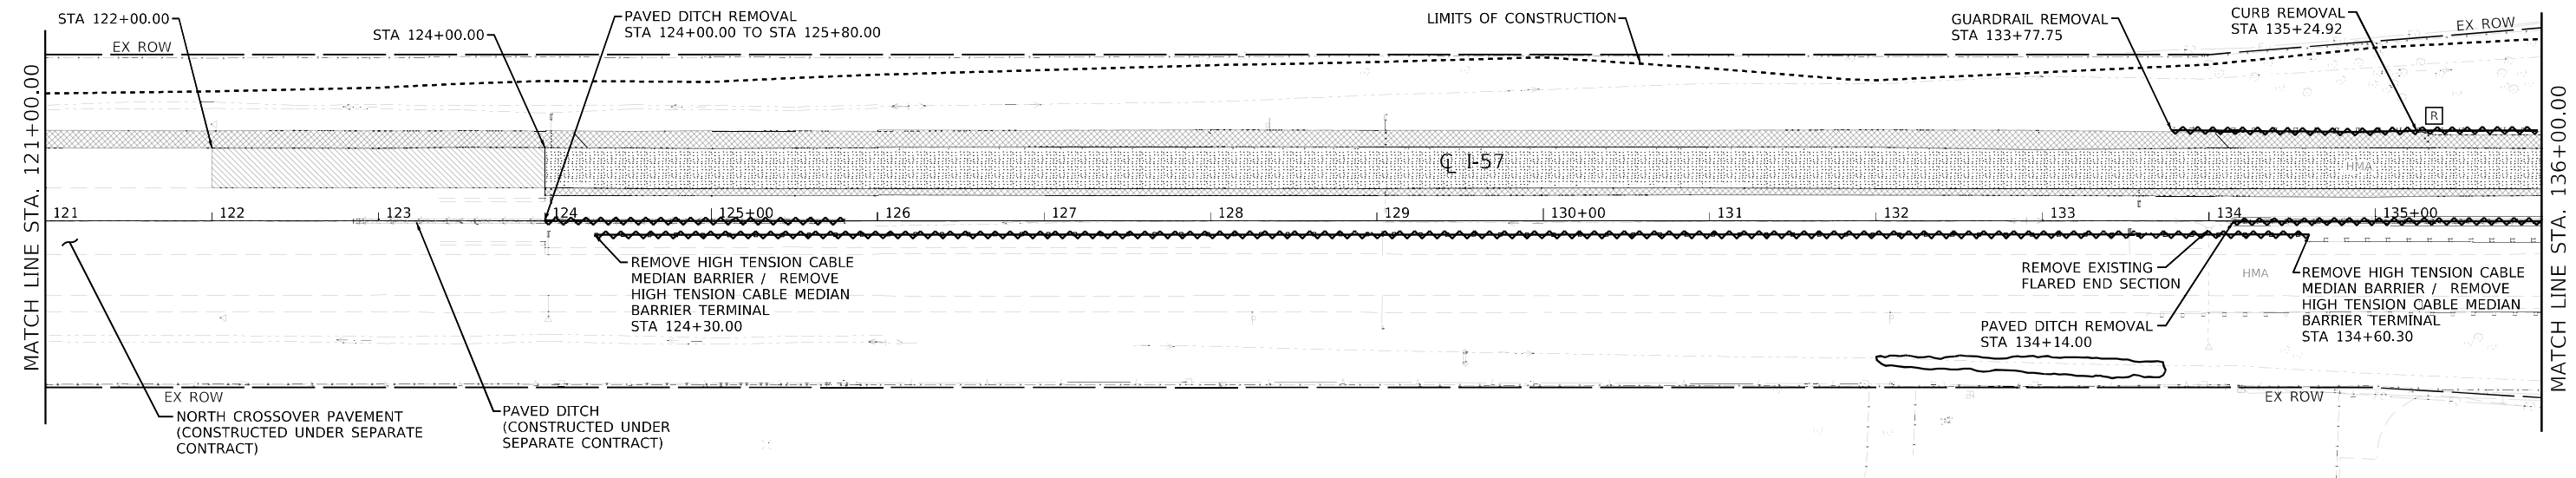 STA 122+00.00
EX ROW
STA 124+00.00
PAVED DITCH REMOVAL
STA 124+00.00 TO STA 125+80.00
LIMITS OF CONSTRUCTION
GUARDRAIL REMOVAL
STA 133+77.75
CURB REMOVAL
STA 135+24.92
EX ROW
MATCH LINE STA. 121+00.00
MATCH LINE STA. 136+00.00
R
CL I-57
HMA
121
122
123
124
125+00
126
127
128
129
130+00
131
132
133
134
135+00
REMOVE HIGH TENSION CABLE
MEDIAN BARRIER / REMOVE
HIGH TENSION CABLE MEDIAN
BARRIER TERMINAL
STA 124+30.00
REMOVE EXISTING
FLARED END SECTION
HMA
REMOVE HIGH TENSION CABLE
MEDIAN BARRIER / REMOVE
HIGH TENSION CABLE MEDIAN
BARRIER TERMINAL
STA 134+60.30
PAVED DITCH REMOVAL
STA 134+14.00
EX ROW
NORTH CROSSOVER PAVEMENT
(CONSTRUCTED UNDER SEPARATE
CONTRACT)
PAVED DITCH
(CONSTRUCTED UNDER
SEPARATE CONTRACT)
EX ROW